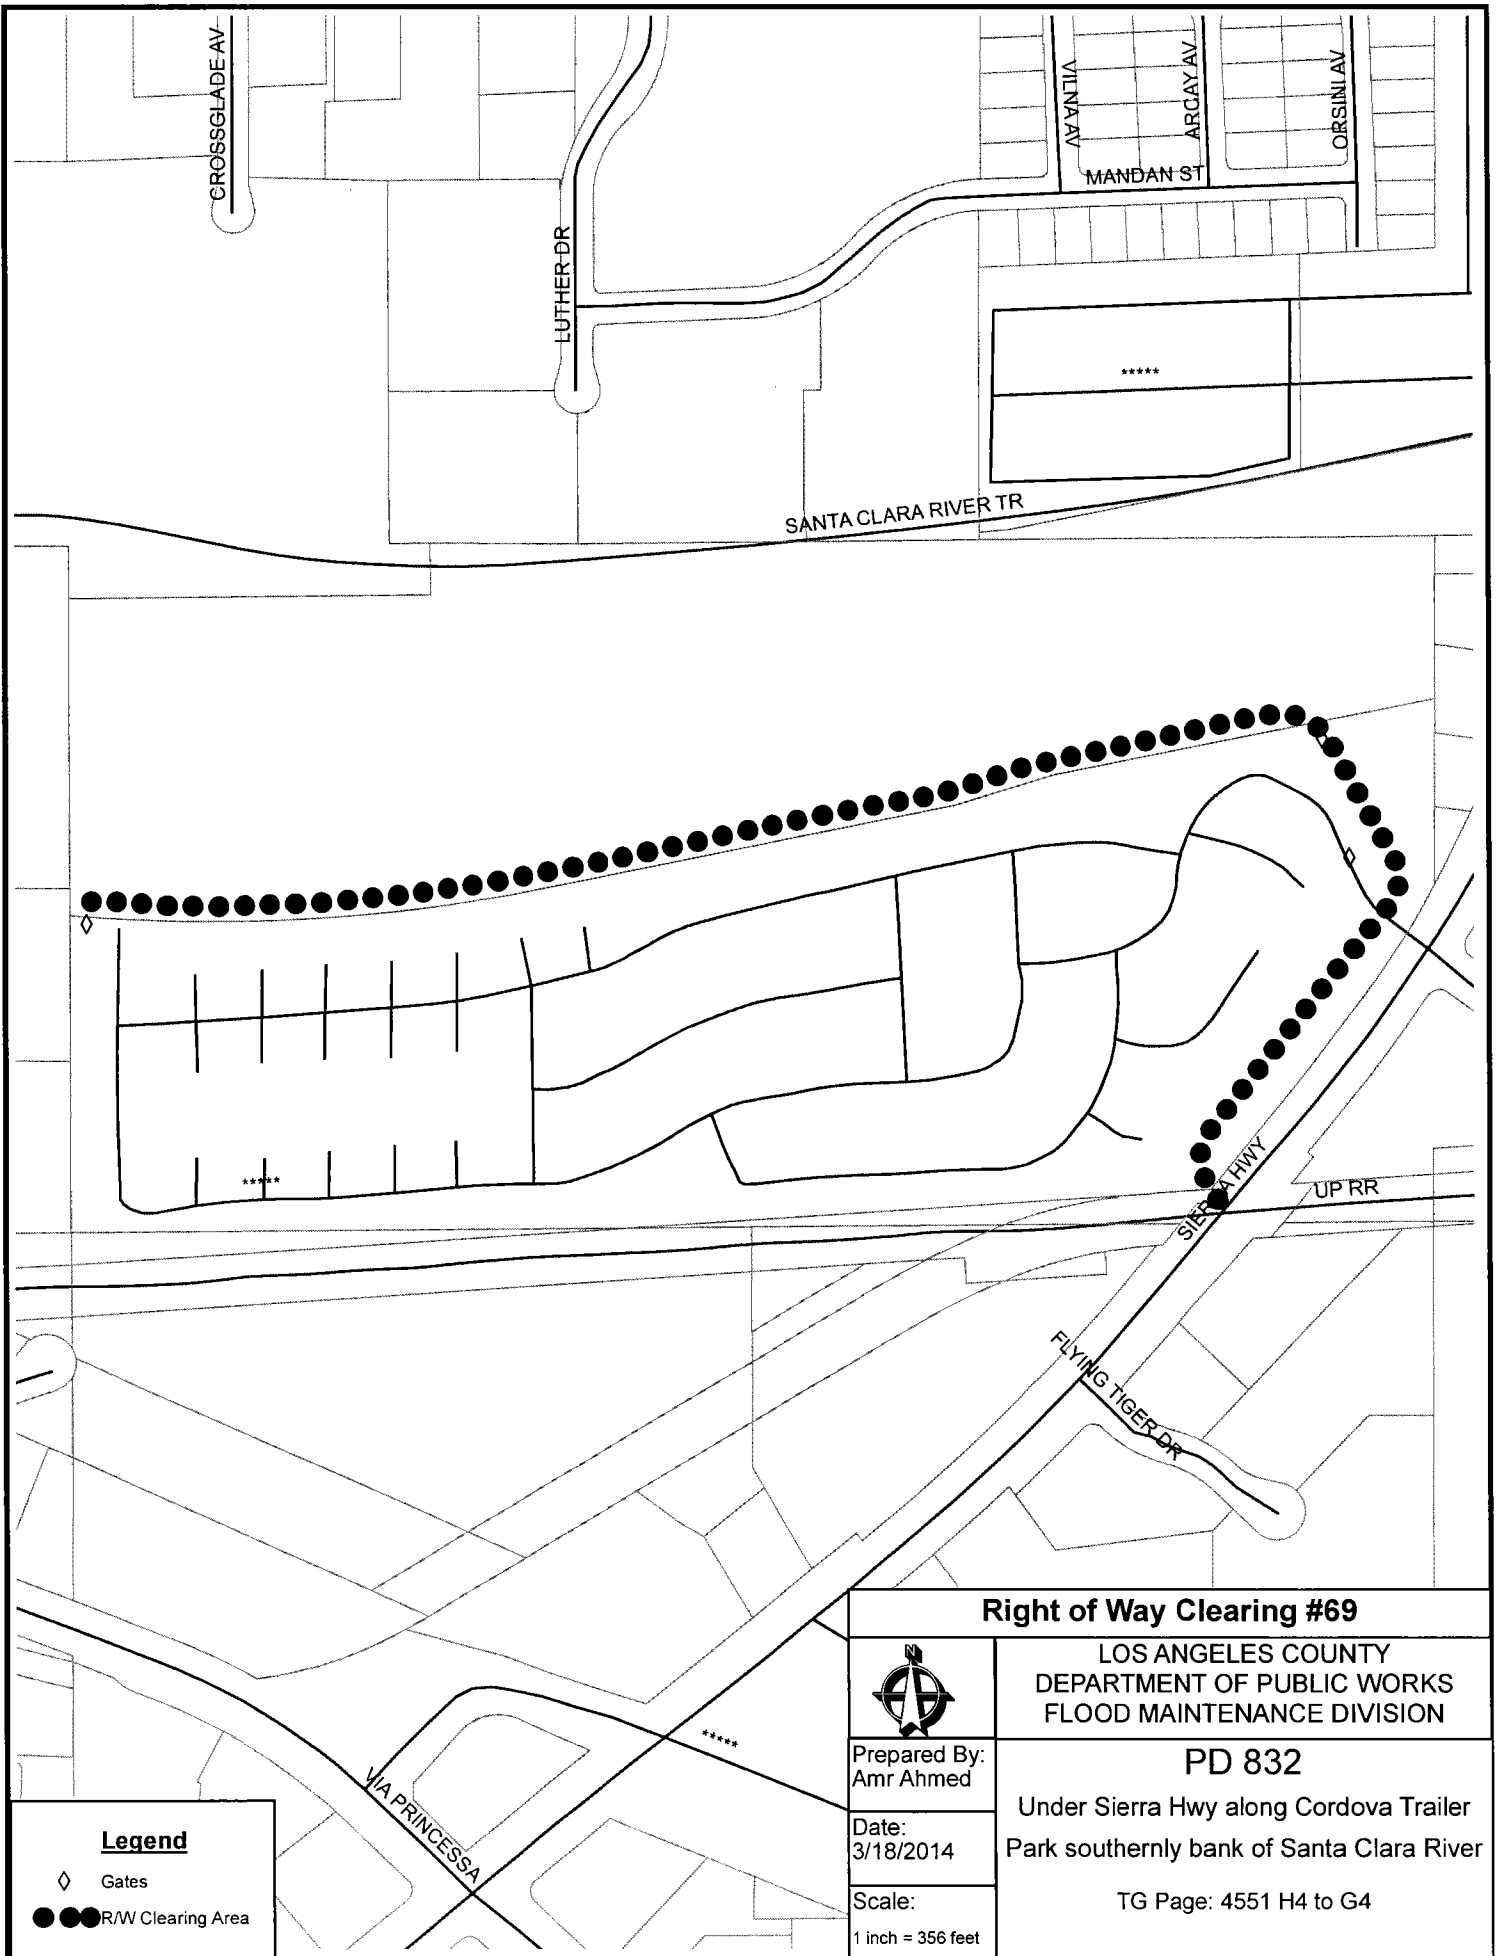 CROSSGLADE AV
LUTHER DR
VILNA AV
ARCAY AV
ORSINI AV
MANDAN ST
*****
SANTA CLARA RIVER TR
*****
SIERRA HWY
UP RR
FLYING TIGER DR
*****
VIA PRINCESSA
Right of Way Clearing #69
N
LOS ANGELES COUNTY
DEPARTMENT OF PUBLIC WORKS
FLOOD MAINTENANCE DIVISION
Prepared By:
Amr Ahmed
Date:
3/18/2014
Scale:
1 inch = 356 feet
PD 832
Under Sierra Hwy along Cordova Trailer
Park southernly bank of Santa Clara River
TG Page: 4551 H4 to G4
Legend
Gates
R/W Clearing Area